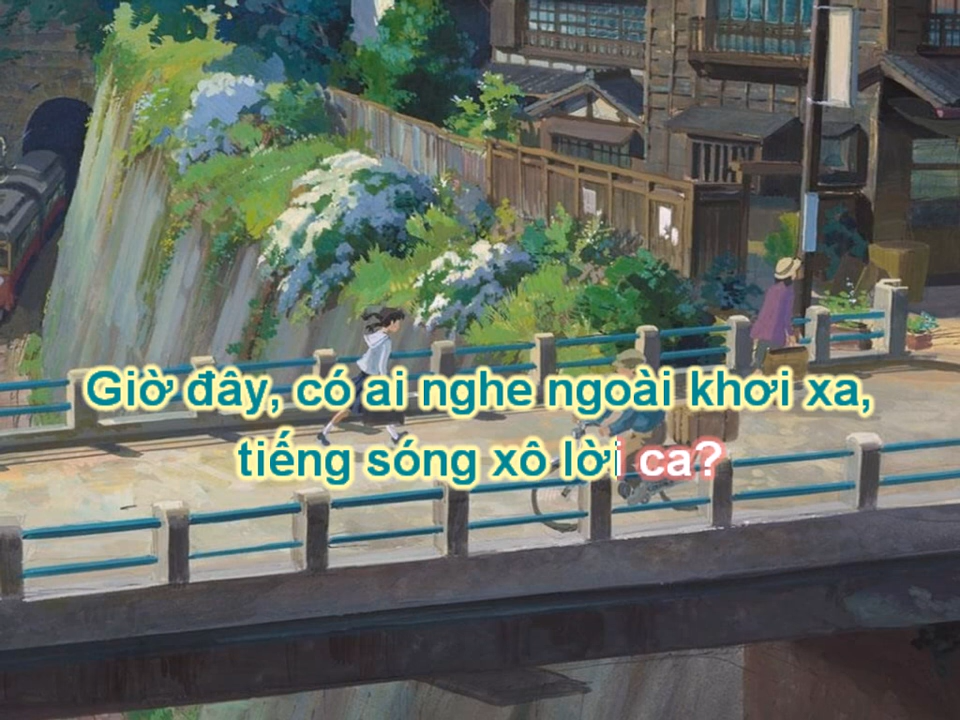 Giờ đây, có ai nghe ngoài khơi xa,
tiếng sóng xô lời ca?